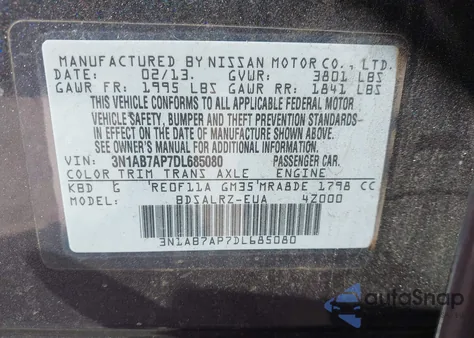 MANUFACTURED BY NISSAN MOTOR CO., LTD.
DATE: 02/13. GVWR: 3801 LBS
GAWR FR: 1995 LBS GAWR RR: 1841 LBS
THIS VEHICLE CONFORMS TO ALL APPLICABLE FEDERAL MOTOR
VEHICLE SAFETY, BUMPER AND THEFT PREVENTION STANDARDS
IN EFFECT ON THE DATE OF MANUFACTURE SHOWN ABOVE.
SEE OWNER'S MANUAL FOR ADDITIONAL INFORMATION
VIN: 3N1AB7AP7DL685080 PASSENGER CAR.
COLOR TRIM TRANS AXLE ENGINE
KBD G RE0F11A GM35 MRA8DE 1798 CC
BDSALRZ-EUA 4Z000
3N1AB7AP7DL685080
autoSnap